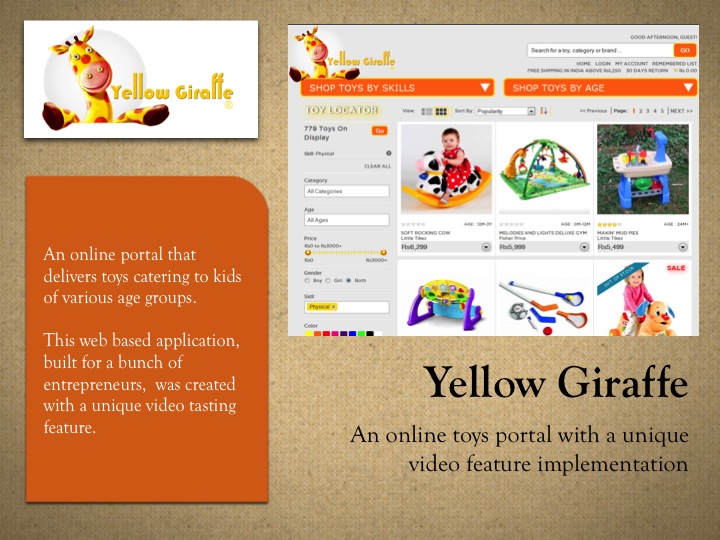 Yellow Giraffe
®
An online portal that
delivers toys catering to kids
of various age groups.
This web based application,
built for a bunch of
entrepreneurs, was created
with a unique video tasting
feature.
Yellow Giraffe
GOOD AFTERNOON, GUEST!
Search for a toy, category or brand ...
GO
HOME LOGIN MY ACCOUNT REMEMBERED LIST
FREE SHIPPING IN INDIA ABOVE Rs1,250 30 DAYS RETURN Rs 0.00
SHOP TOYS BY SKILLS
SHOP TOYS BY AGE
TOY LOCATOR
View:
Sort By: Popularity
<< Previous | Page: 1 2 3 4 5 | NEXT >>
779 Toys On
Display
Go
Skill: Physical
CLEAR ALL
Category
All Categories
Age
All Ages
Price
Rs0 to Rs3000+
Rs0 Rs3000+
Gender
Boy Girl Both
Skill
Physical ×
Color
AGE : 12M-3Y
SOFT ROCKING COW
Little Tikes
Rs6,299
AGE : 0M-12M
MELODIES AND LIGHTS DELUXE GYM
Fisher Price
Rs5,999
AGE : 24M+
MAKIN' MUD PIES
Little Tikes
Rs5,499
OUT OF STOCK
SALE
Yellow Giraffe
An online toys portal with a unique
video feature implementation